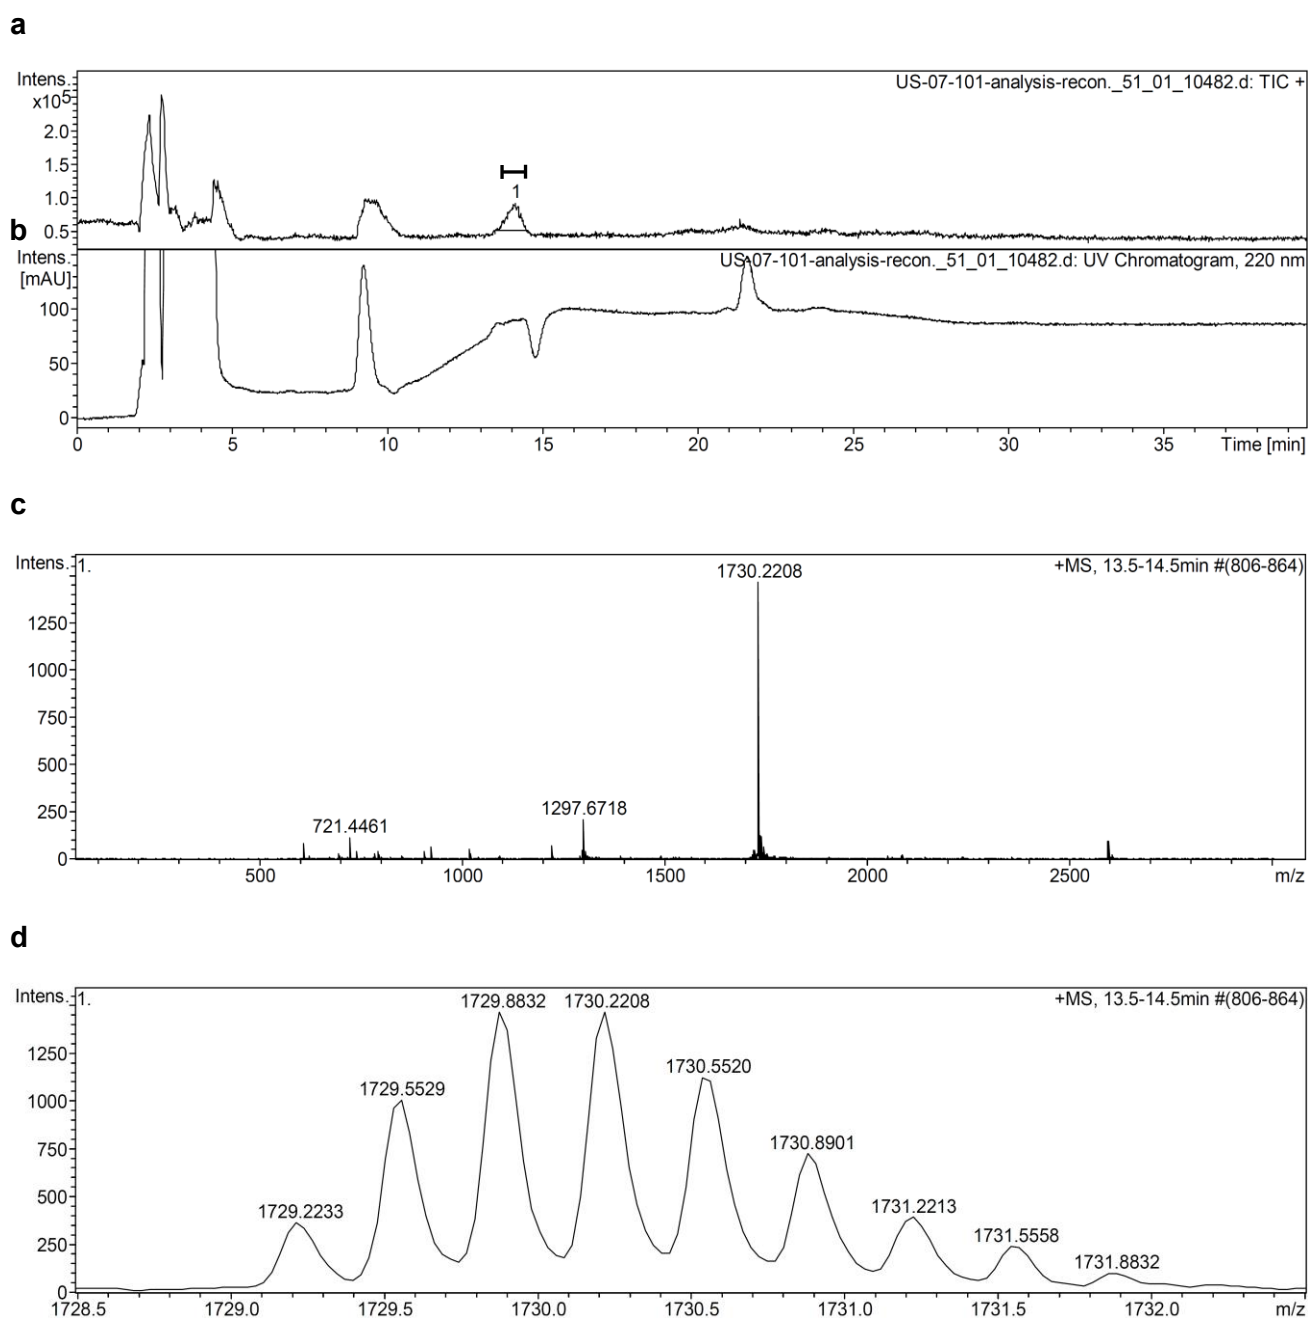 a
Intens.
x10⁵
US-07-101-analysis-recon._51_01_10482.d: TIC +
2.0
1.5
1.0
0.5
1
b
Intens.
[mAU]
US-07-101-analysis-recon._51_01_10482.d: UV Chromatogram, 220 nm
100
50
0
0 5 10 15 20 25 30 35 Time [min]
c
Intens. 1. +MS, 13.5-14.5min #(806-864)
1730.2208
1250
1000
750
500
250
0
1297.6718
721.4461
500 1000 1500 2000 2500 m/z
d
Intens. 1. +MS, 13.5-14.5min #(806-864)
1729.8832 1730.2208
1250
1000
750
500
250
0
1730.5520
1729.5529
1730.8901
1729.2233 1731.2213
1731.5558
1731.8832
1728.5 1729.0 1729.5 1730.0 1730.5 1731.0 1731.5 1732.0 m/z